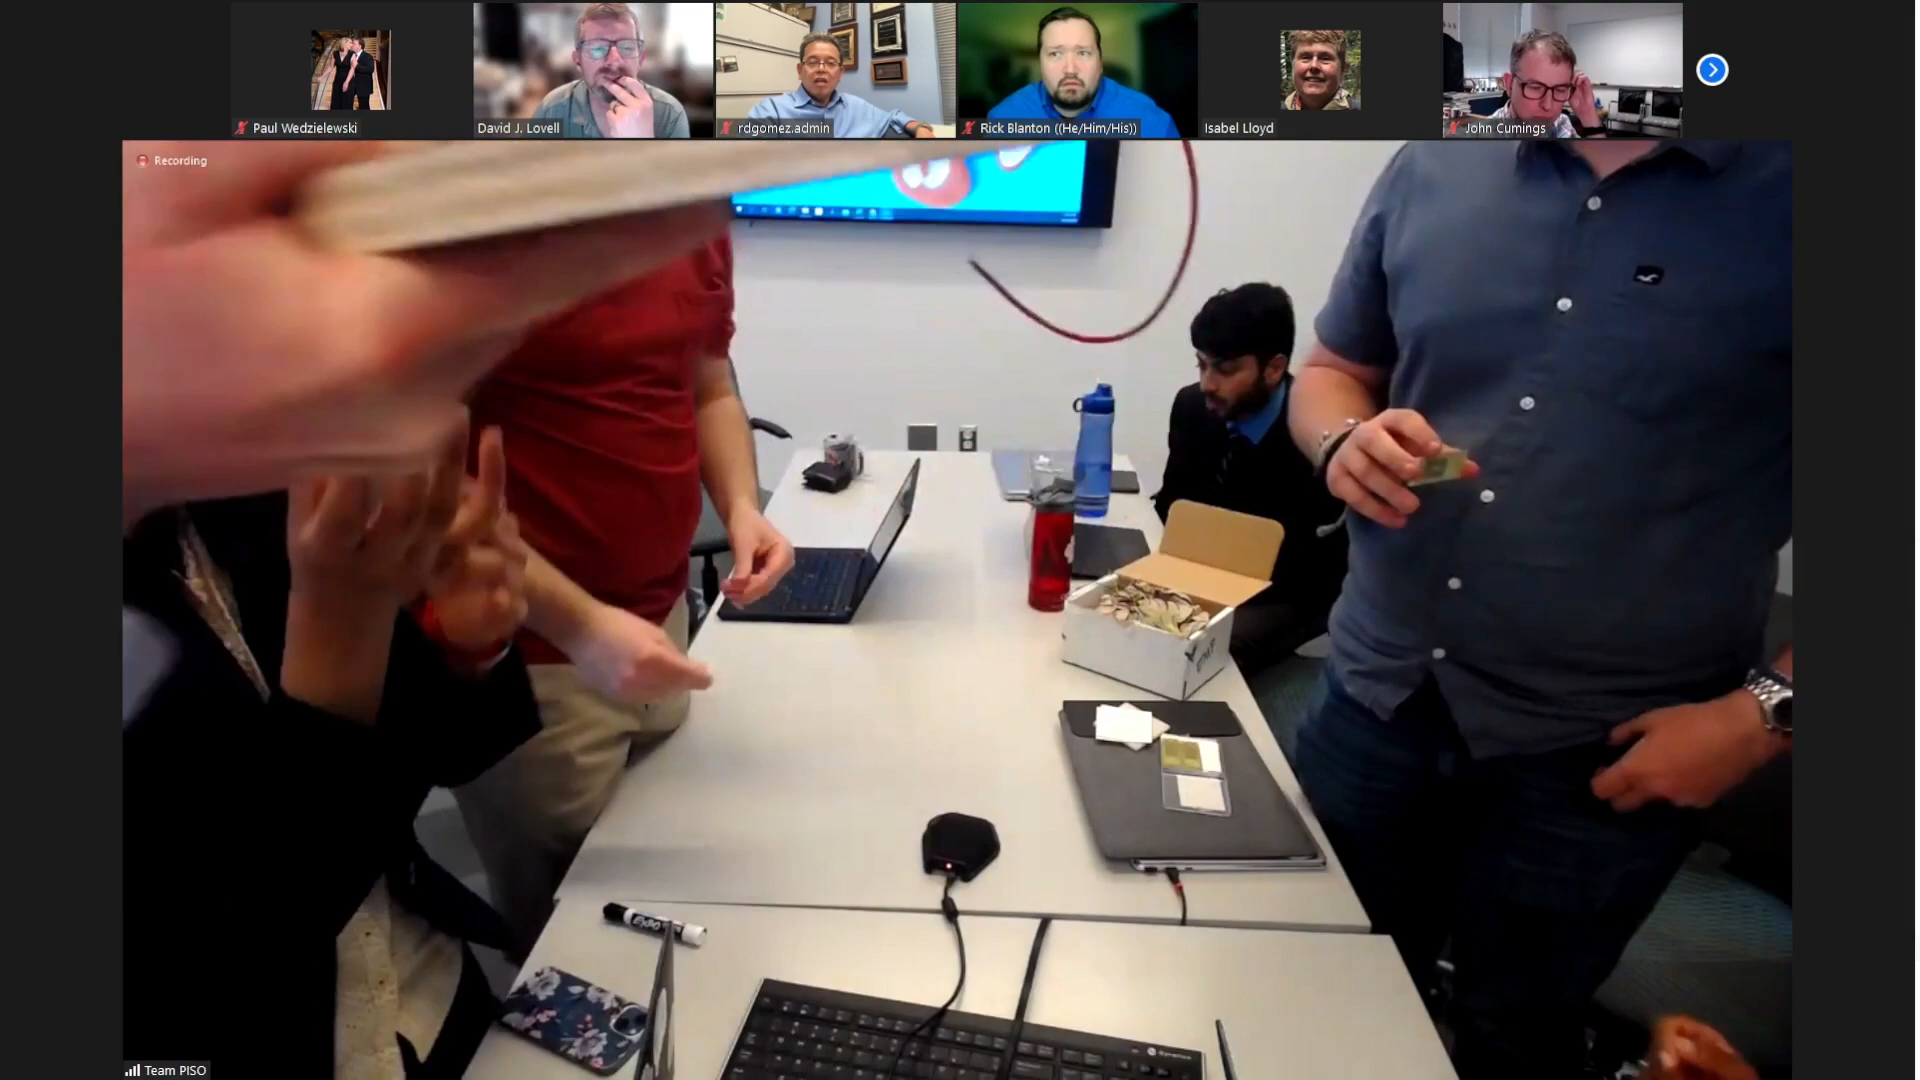 Paul Wedzielewski
David J. Lovell
rdgomez.admin
Rick Blanton ((He/Him/His))
Isabel Lloyd
John Cumings
Recording
EXPO
Team PISO